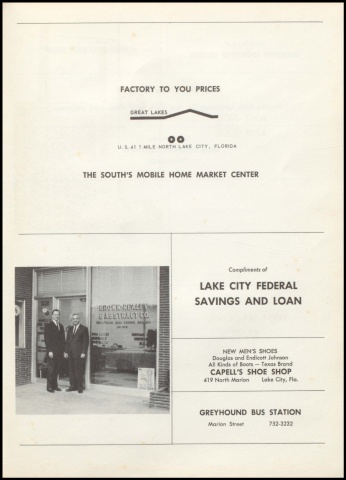 FACTORY TO YOU PRICES
GREAT LAKES
U. S. 41 1 MILE NORTH LAKE CITY, FLORIDA
THE SOUTH'S MOBILE HOME MARKET CENTER
& ABSTRACT CO.
Compliments of
LAKE CITY FEDERAL
SAVINGS AND LOAN
NEW MEN'S SHOES
Douglas and Endicott Johnson
All Kinds of Boots — Texas Brand
CAPELL'S SHOE SHOP
419 North Marion Lake City, Fla.
GREYHOUND BUS STATION
Marion Street 752-3232